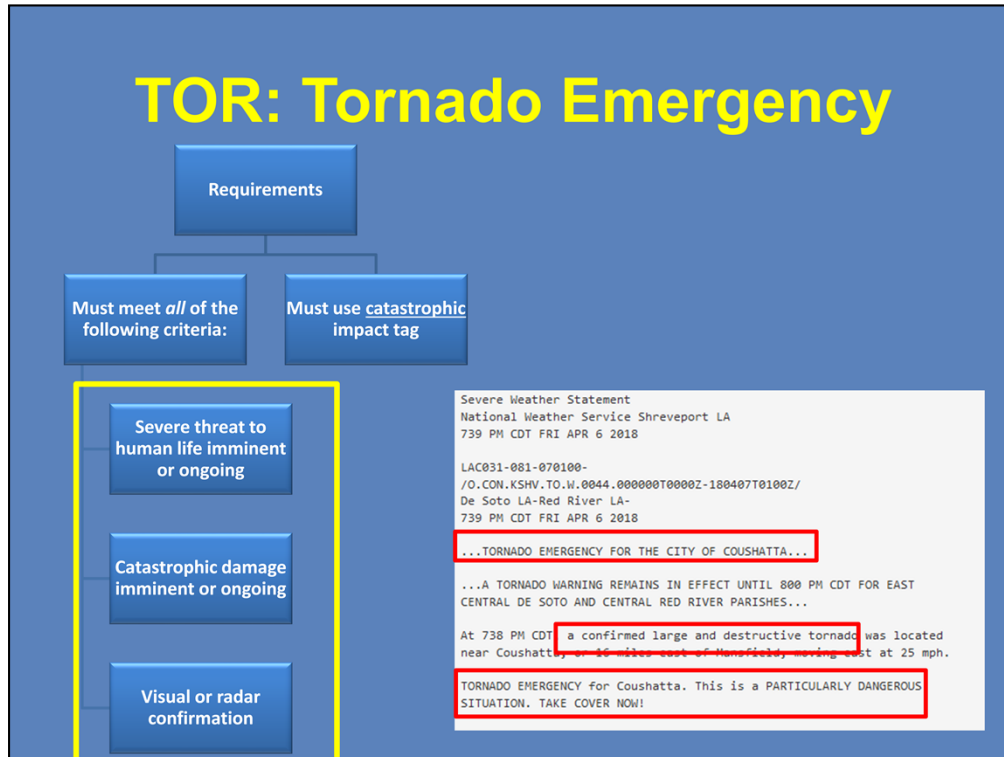 TOR: Tornado Emergency
Requirements
Must meet all of the
following criteria:
Must use catastrophic
impact tag
Severe threat to
human life imminent
or ongoing
Catastrophic damage
imminent or ongoing
Visual or radar
confirmation
Severe Weather Statement
National Weather Service Shreveport LA
739 PM CDT FRI APR 6 2018
LAC031-081-070100-
/O.CON.KSHV.TO.W.0044.000000T0000Z-180407T0100Z/
De Soto LA-Red River LA-
739 PM CDT FRI APR 6 2018
...TORNADO EMERGENCY FOR THE CITY OF COUSHATTA...
...A TORNADO WARNING REMAINS IN EFFECT UNTIL 800 PM CDT FOR EAST
CENTRAL DE SOTO AND CENTRAL RED RIVER PARISHES...
At 738 PM CDT, a confirmed large and destructive tornado was located
near Coushatta, or 16 miles east of Mansfield, moving east at 25 mph.
TORNADO EMERGENCY for Coushatta. This is a PARTICULARLY DANGEROUS
SITUATION. TAKE COVER NOW!